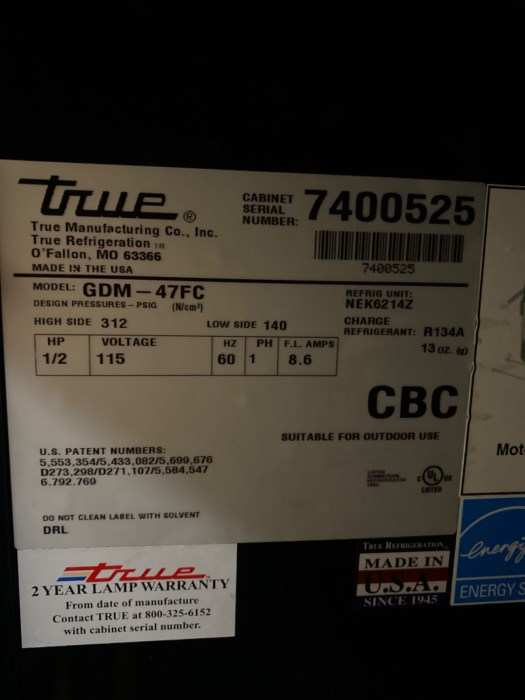 true®
CABINET SERIAL NUMBER: 7400525
7400525
True Manufacturing Co., Inc.
True Refrigeration TM
O'Fallon, MO 63366
MADE IN THE USA
MODEL: GDM-47FC
REFRIG UNIT: NEK6214Z
DESIGN PRESSURES-PSIG (N/cm²)
HIGH SIDE 312 LOW SIDE 140
CHARGE
REFRIGERANT: R134A
13 oz. (g)
HP VOLTAGE HZ PH F.L. AMPS
1/2 115 60 1 8.6
CBC
SUITABLE FOR OUTDOOR USE
U.S. PATENT NUMBERS:
5,553,354/5,433,082/5,699,676
D273,298/D271,107/5,584,547
6.792.769
c UL US
LISTED
DO NOT CLEAN LABEL WITH SOLVENT
DRL
true
2 YEAR LAMP WARRANTY
From date of manufacture
Contact TRUE at 800-325-6152
with cabinet serial number.
TRUE REFRIGERATION
MADE IN
U.S.A.
SINCE 1945
Mot
energy
ENERGY S